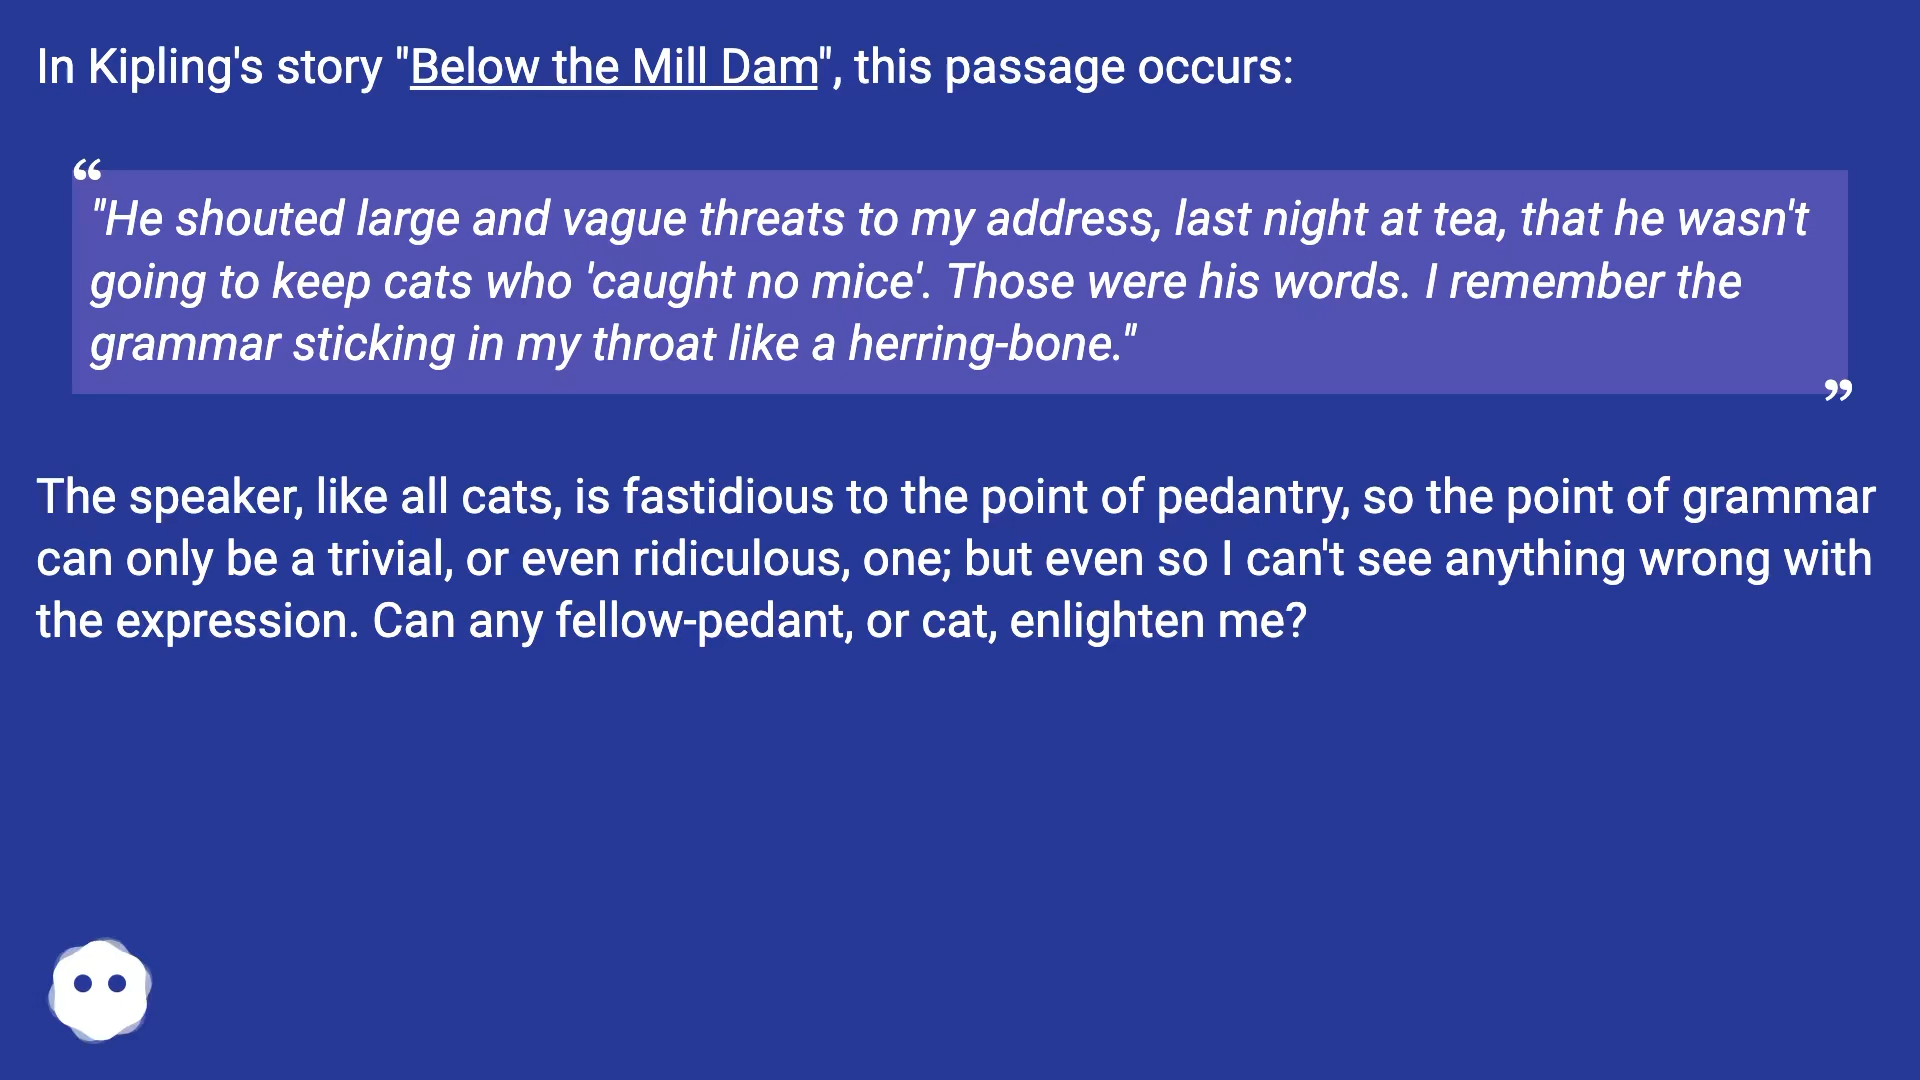 In Kipling's story "Below the Mill Dam", this passage occurs:
“
"He shouted large and vague threats to my address, last night at tea, that he wasn't
going to keep cats who 'caught no mice'. Those were his words. I remember the
grammar sticking in my throat like a herring-bone."
”
The speaker, like all cats, is fastidious to the point of pedantry, so the point of grammar
can only be a trivial, or even ridiculous, one; but even so I can't see anything wrong with
the expression. Can any fellow-pedant, or cat, enlighten me?